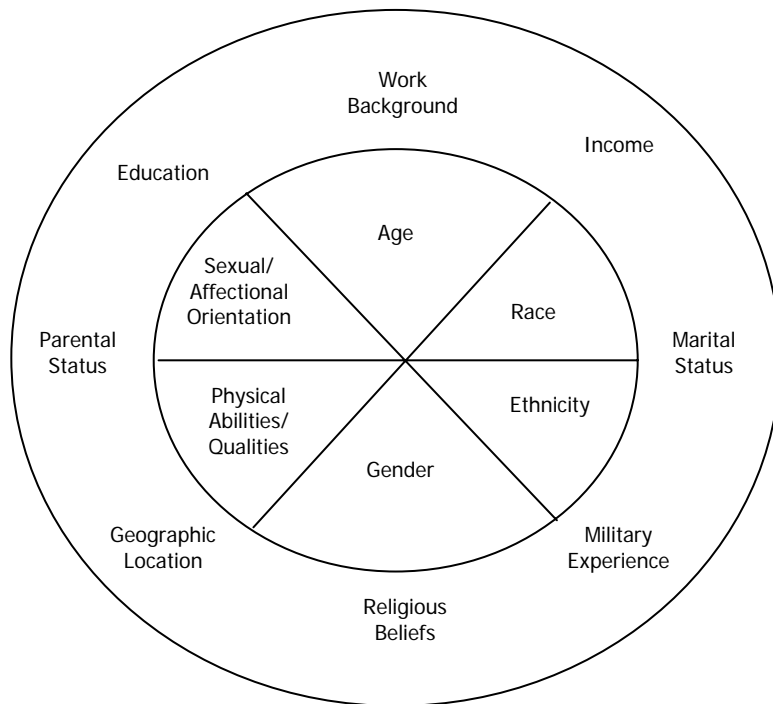 Work
Background
Income
Education
Age
Sexual/
Affectional
Orientation
Race
Parental
Status
Marital
Status
Physical
Abilities/
Qualities
Ethnicity
Gender
Geographic
Location
Military
Experience
Religious
Beliefs